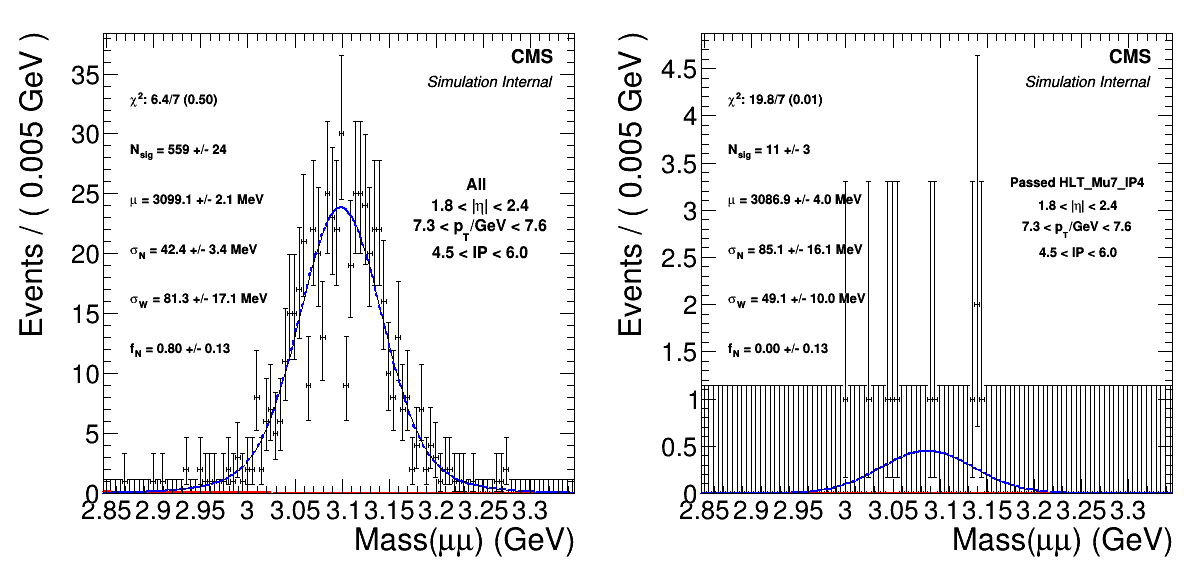 CMS
Simulation Internal
χ²: 6.4/7 (0.50)
N_sig = 559 +/- 24
μ = 3099.1 +/- 2.1 MeV
σ_N = 42.4 +/- 3.4 MeV
σ_W = 81.3 +/- 17.1 MeV
f_N = 0.80 +/- 0.13
All
1.8 < |η| < 2.4
7.3 < p_T/GeV < 7.6
4.5 < IP < 6.0
Events / ( 0.005 GeV )
35
30
25
20
15
10
5
0
2.85 2.9 2.95 3 3.05 3.1 3.15 3.2 3.25 3.3
Mass(μμ) (GeV)
CMS
Simulation Internal
χ²: 19.8/7 (0.01)
N_sig = 11 +/- 3
μ = 3086.9 +/- 4.0 MeV
σ_N = 85.1 +/- 16.1 MeV
σ_W = 49.1 +/- 10.0 MeV
f_N = 0.00 +/- 0.13
Passed HLT_Mu7_IP4
1.8 < |η| < 2.4
7.3 < p_T/GeV < 7.6
4.5 < IP < 6.0
Events / ( 0.005 GeV )
4.5
4
3.5
3
2.5
2
1.5
1
0.5
0
2.85 2.9 2.95 3 3.05 3.1 3.15 3.2 3.25 3.3
Mass(μμ) (GeV)